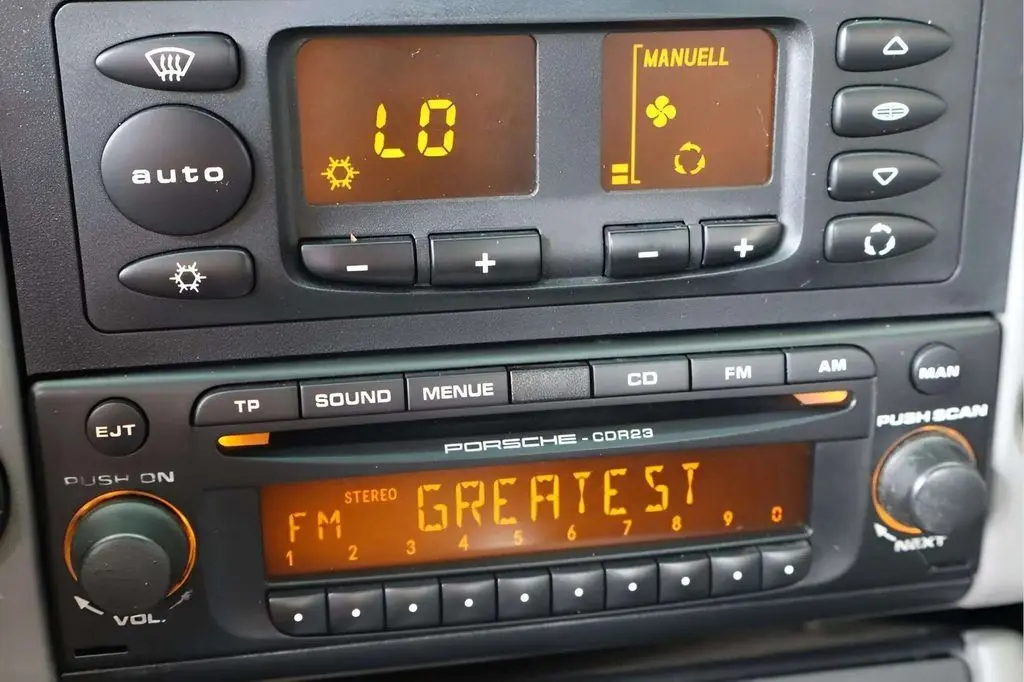 LO
MANUELL
auto
TP SOUND MENUE CD FM AM MAN
EJT
PORSCHE - CDR23
PUSH ON
PUSH SCAN
STEREO
FM GREATEST
1 2 3 4 5 6 7 8 9 0
NEXT
VOL.